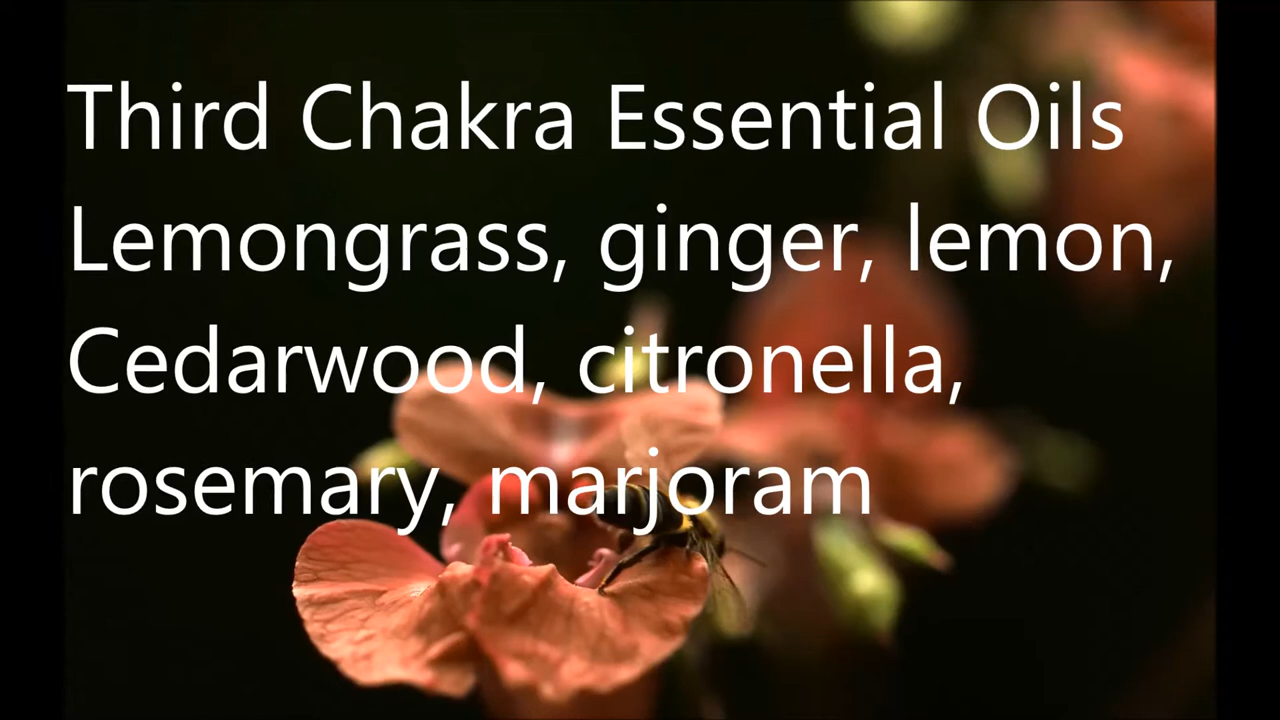 Third Chakra Essential Oils
Lemongrass, ginger, lemon,
Cedarwood, citronella,
rosemary, marjoram